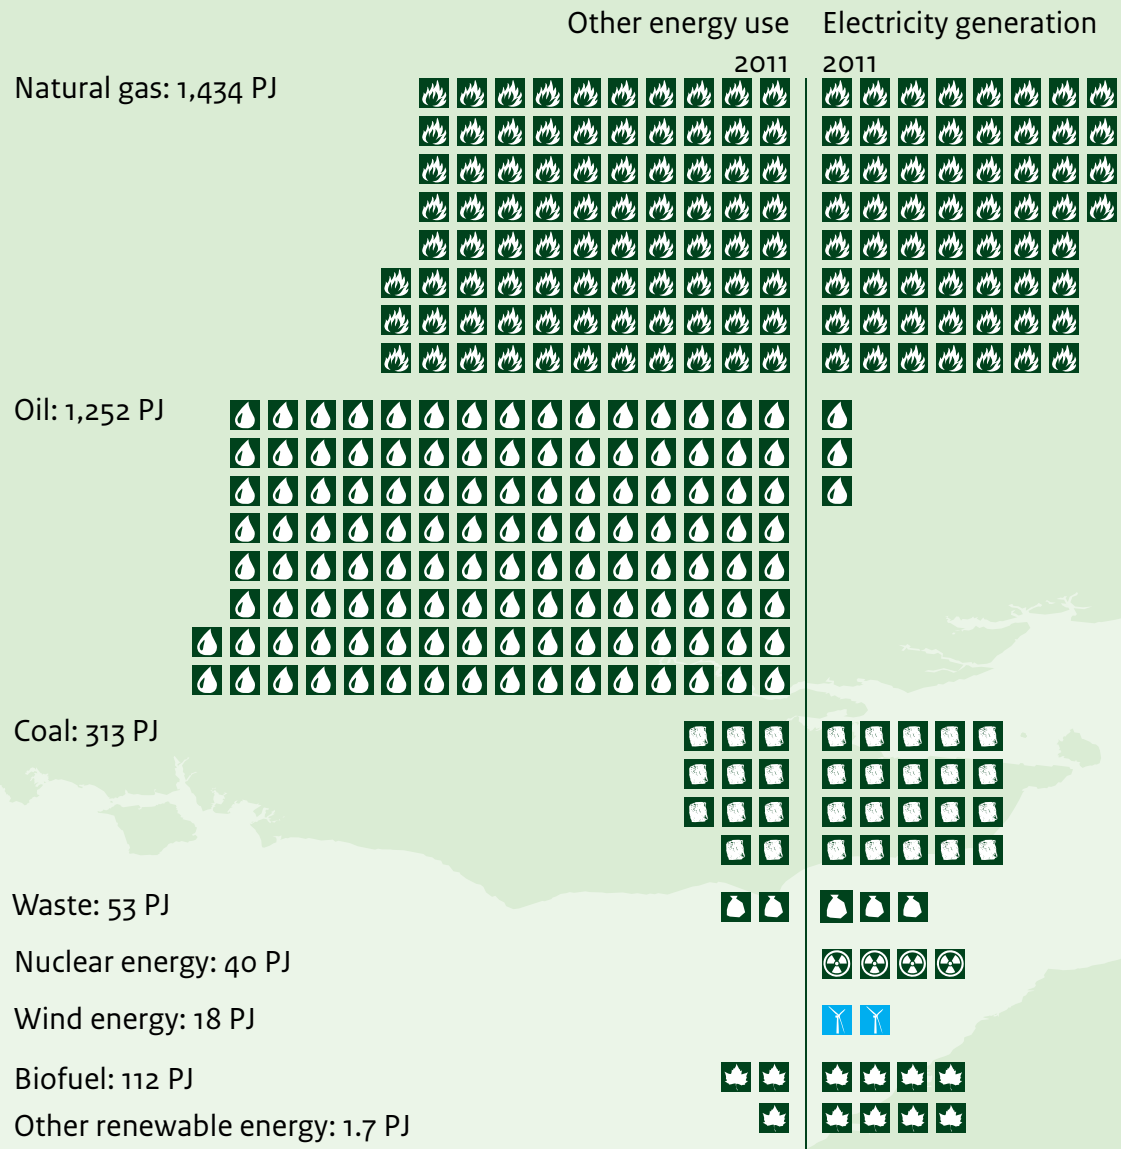 Other energy use
Electricity generation
2011
2011
Natural gas: 1,434 PJ
Oil: 1,252 PJ
Coal: 313 PJ
Waste: 53 PJ
Nuclear energy: 40 PJ
Wind energy: 18 PJ
Biofuel: 112 PJ
Other renewable energy: 1.7 PJ